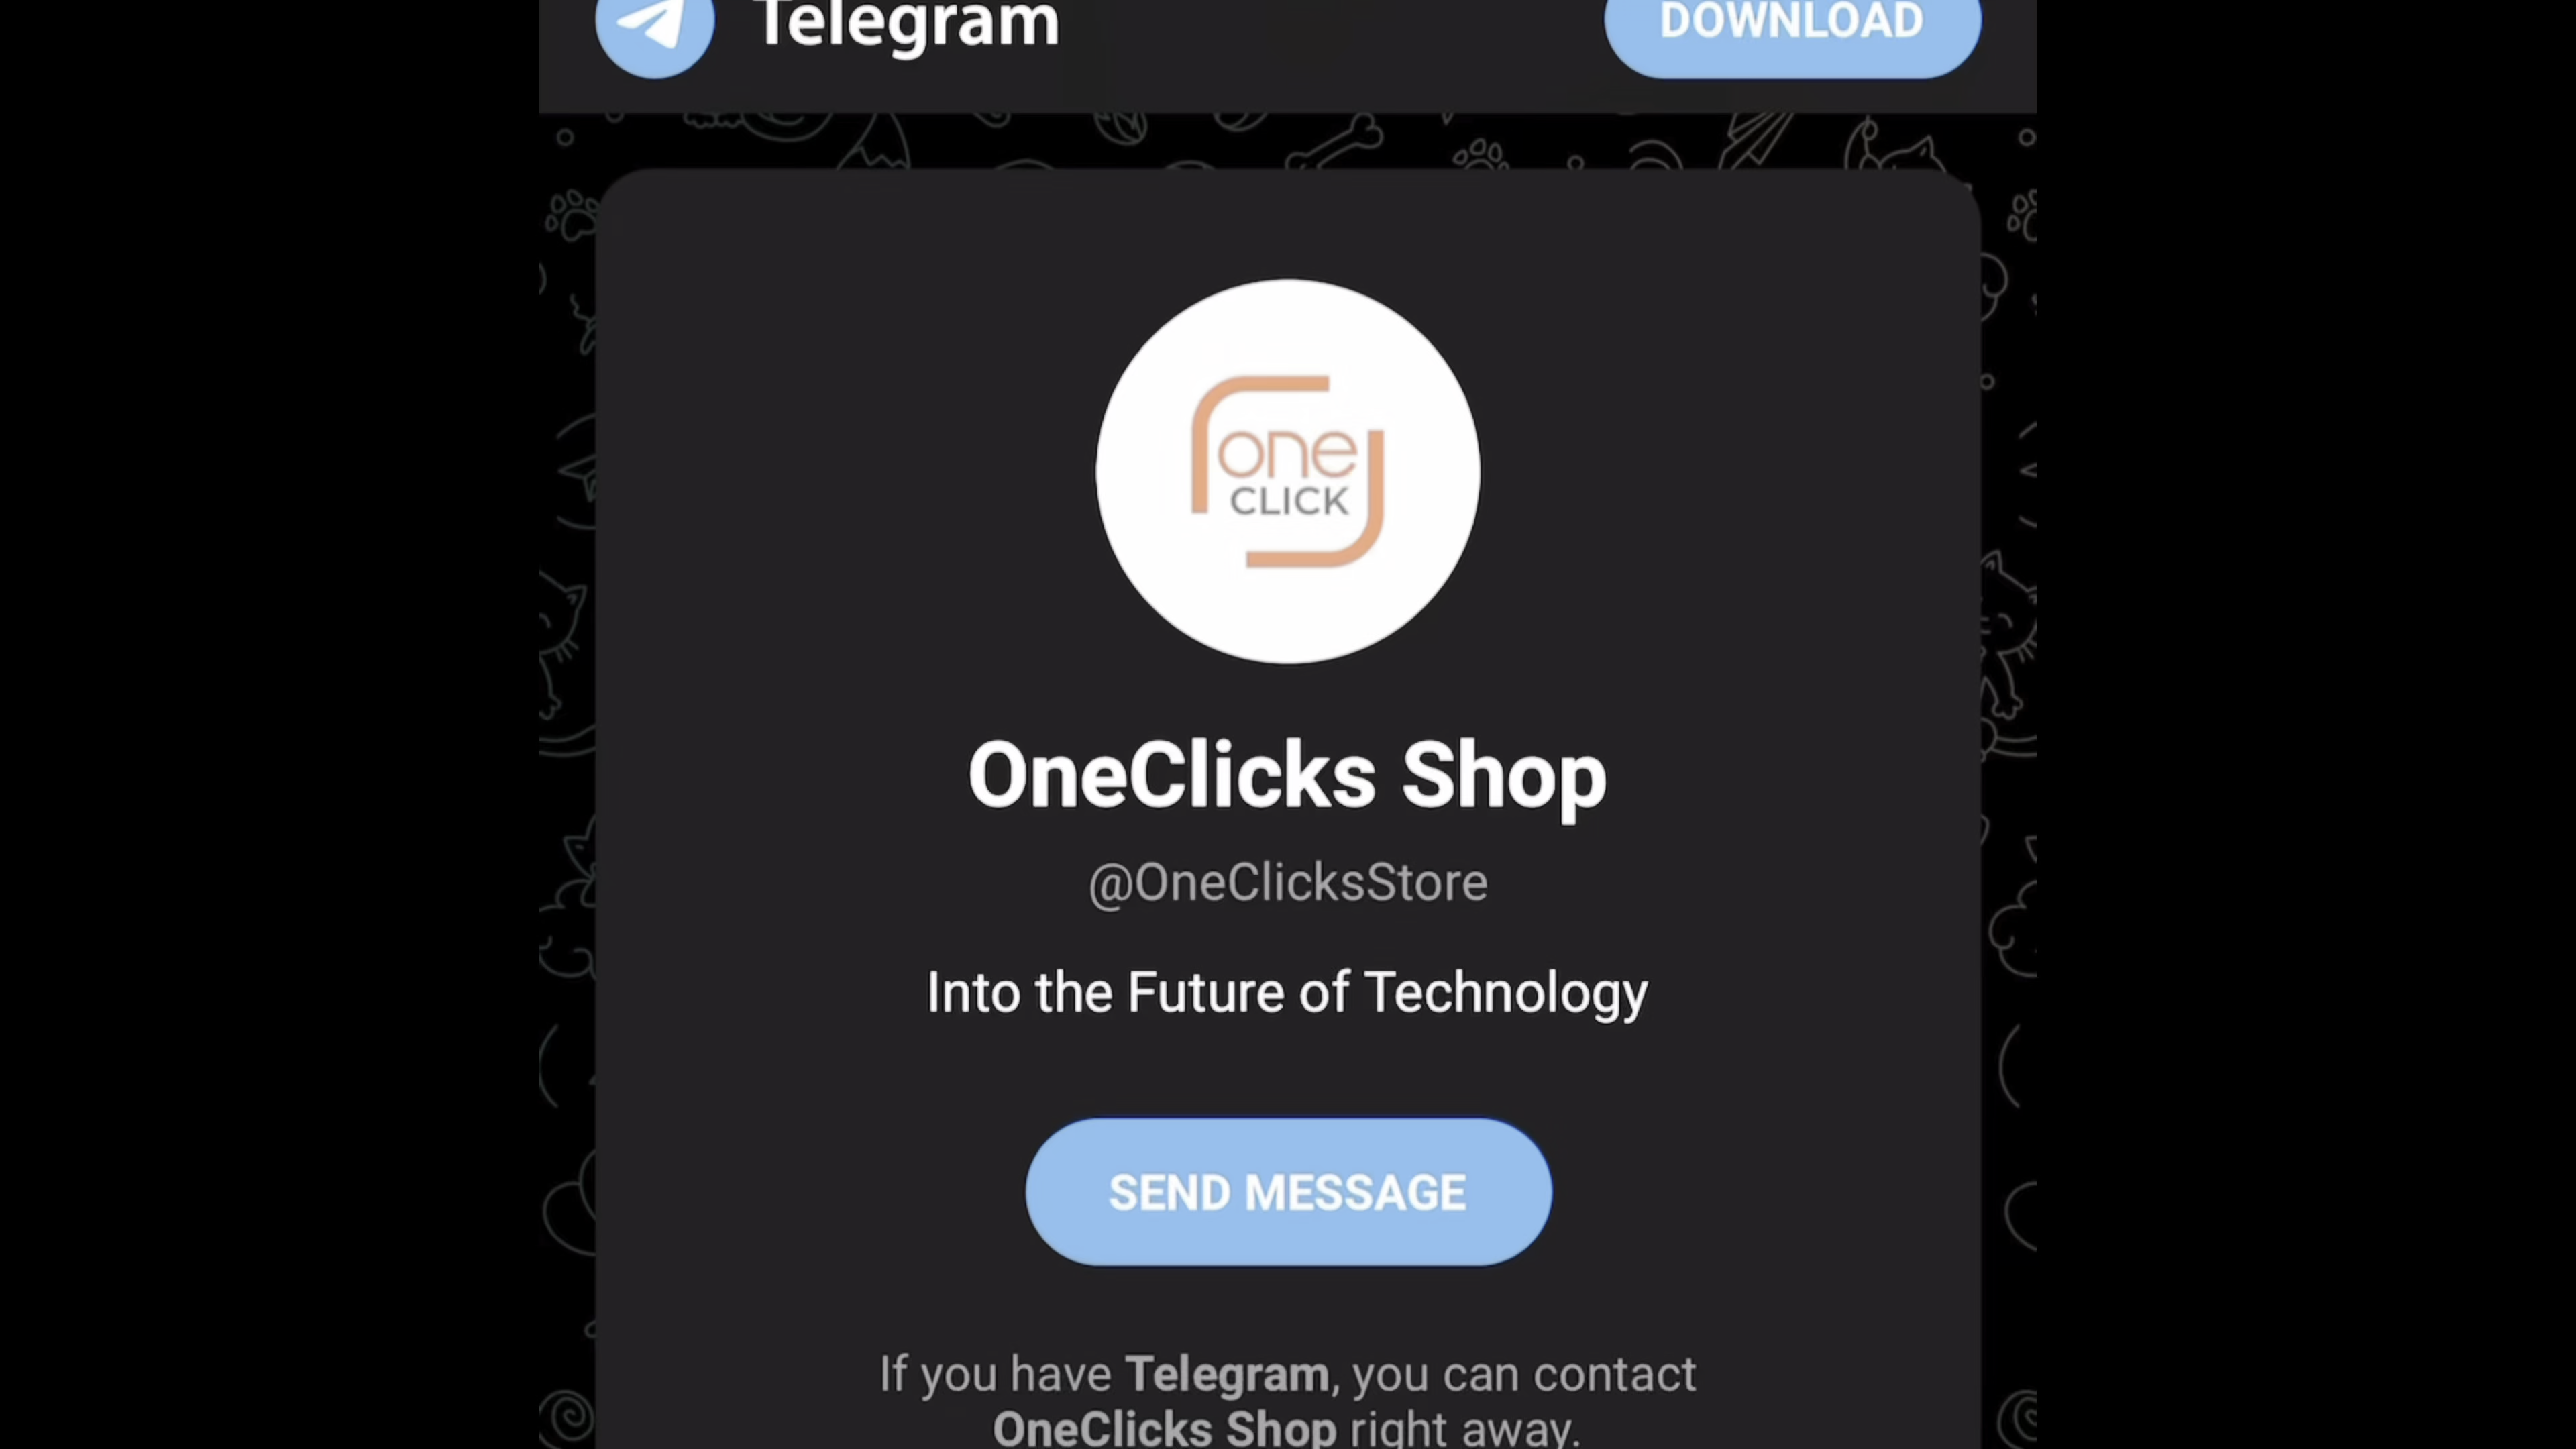 Telegram
DOWNLOAD
one
CLICK
OneClicks Shop
@OneClicksStore
Into the Future of Technology
SEND MESSAGE
If you have Telegram, you can contact
OneClicks Shop right away.